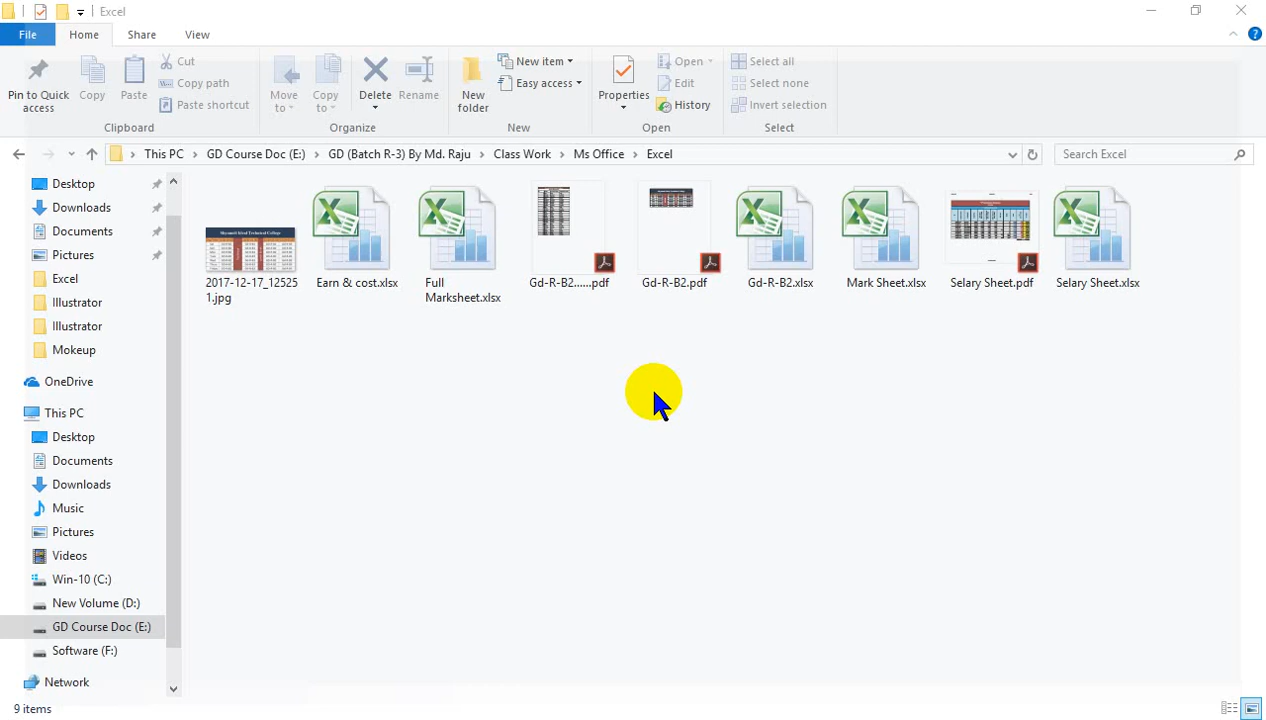 Excel
File Home Share View
Pin to Quick access
Copy
Paste
Cut
Copy path
Paste shortcut
Clipboard
Move to
Copy to
Delete
Rename
Organize
New folder
New item
Easy access
New
Properties
Open
Edit
History
Open
Select all
Select none
Invert selection
Select
This PC GD Course Doc (E:) GD (Batch R-3) By Md. Raju Class Work Ms Office Excel
Search Excel
Desktop
Downloads
Documents
Pictures
Excel
Illustrator
Illustrator
Mokeup
OneDrive
This PC
Desktop
Documents
Downloads
Music
Pictures
Videos
Win-10 (C:)
New Volume (D:)
GD Course Doc (E:)
Software (F:)
Network
2017-12-17_12525
1.jpg
Earn & cost.xlsx
Full
Marksheet.xlsx
Gd-R-B2......pdf
Gd-R-B2.pdf
Gd-R-B2.xlsx
Mark Sheet.xlsx
Selary Sheet.pdf
Selary Sheet.xlsx
9 items